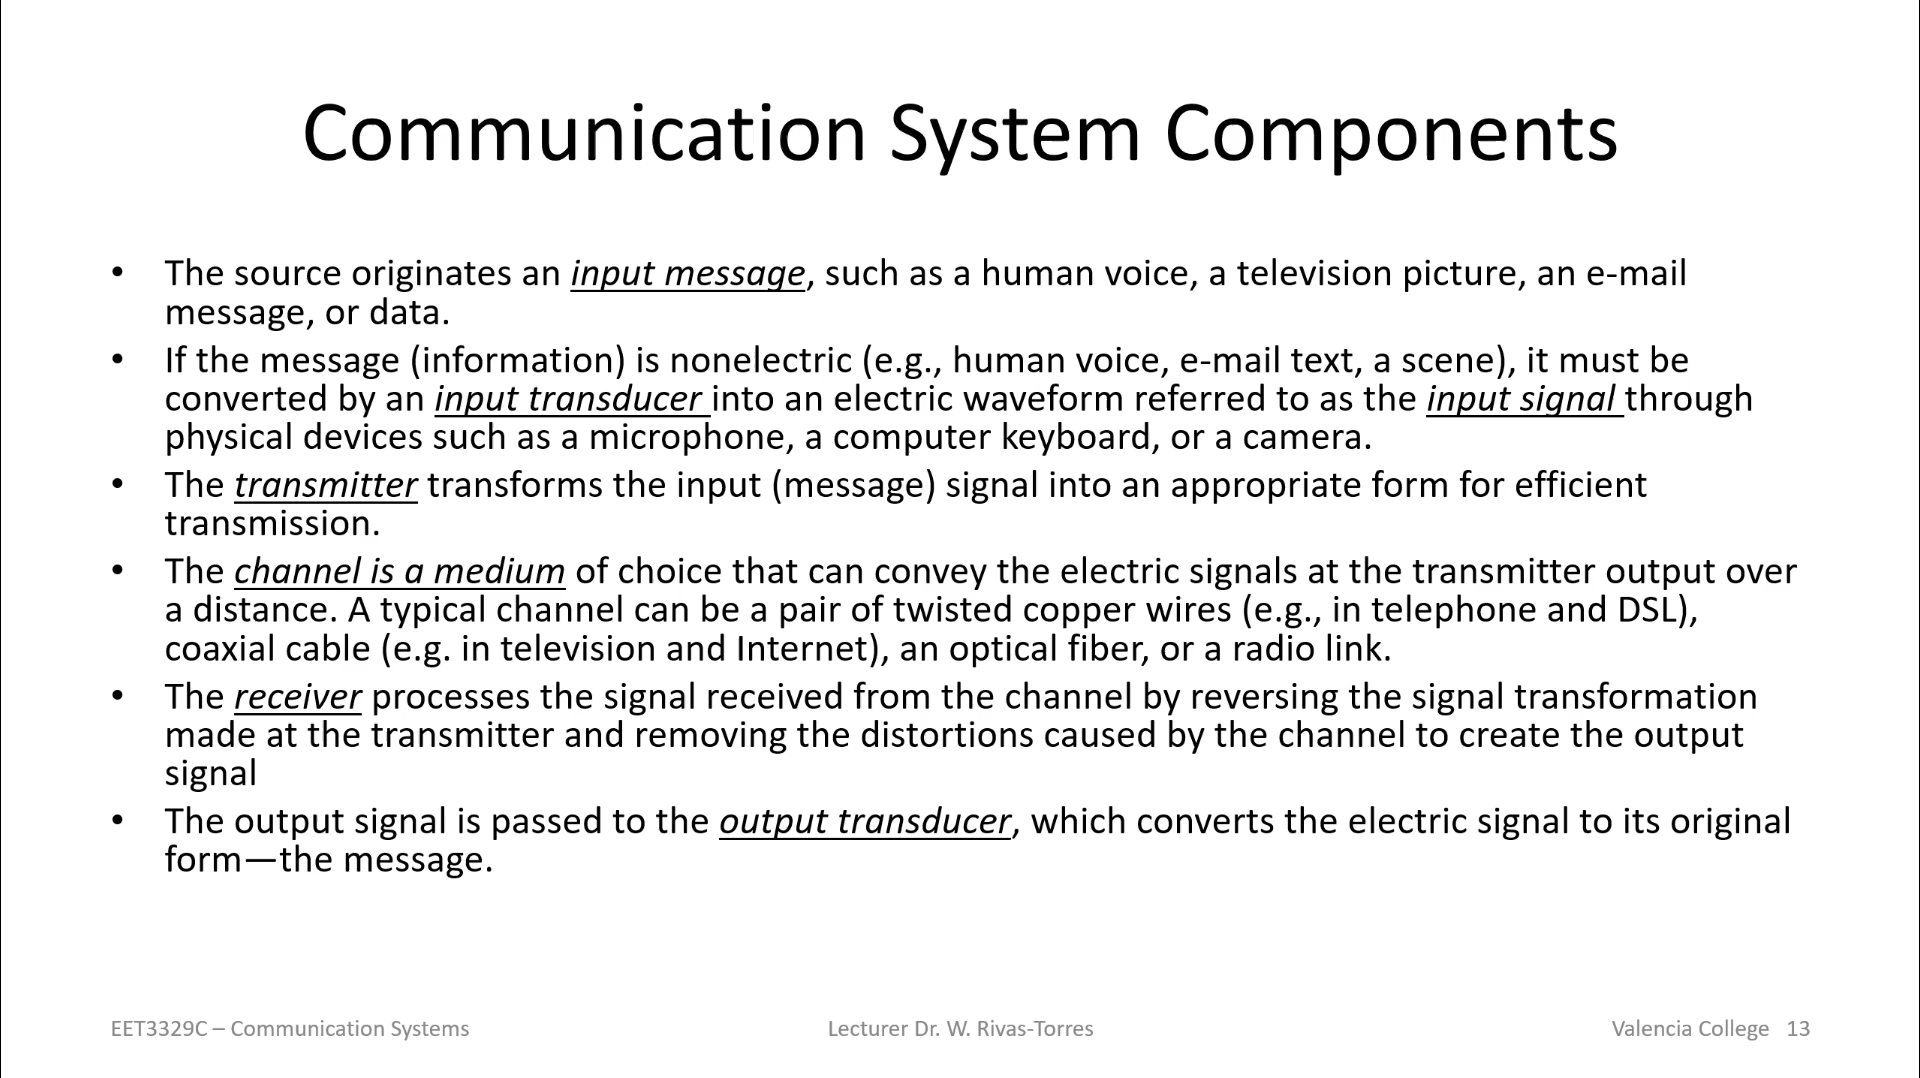 Communication System Components
• The source originates an input message, such as a human voice, a television picture, an e-mail
message, or data.
• If the message (information) is nonelectric (e.g., human voice, e-mail text, a scene), it must be
converted by an input transducer into an electric waveform referred to as the input signal through
physical devices such as a microphone, a computer keyboard, or a camera.
• The transmitter transforms the input (message) signal into an appropriate form for efficient
transmission.
• The channel is a medium of choice that can convey the electric signals at the transmitter output over
a distance. A typical channel can be a pair of twisted copper wires (e.g., in telephone and DSL),
coaxial cable (e.g. in television and Internet), an optical fiber, or a radio link.
• The receiver processes the signal received from the channel by reversing the signal transformation
made at the transmitter and removing the distortions caused by the channel to create the output
signal
• The output signal is passed to the output transducer, which converts the electric signal to its original
form—the message.
EET3329C – Communication Systems
Lecturer Dr. W. Rivas-Torres
Valencia College 13